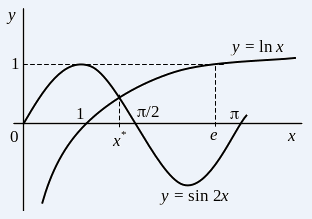 y
y = ln x
1
1
π/2
π
0
x*
e
x
y = sin 2x